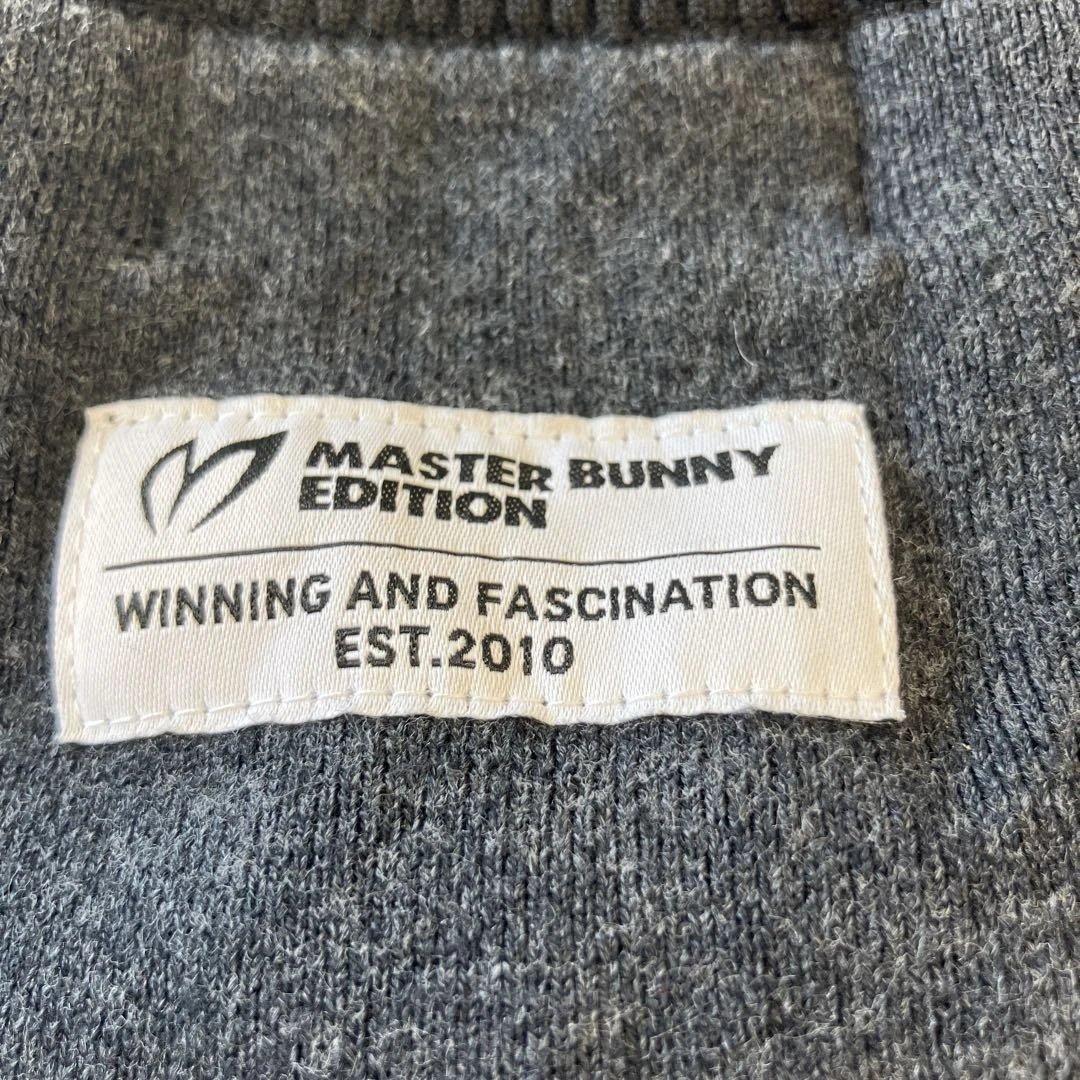 MASTER BUNNY
EDITION
WINNING AND FASCINATION
EST.2010